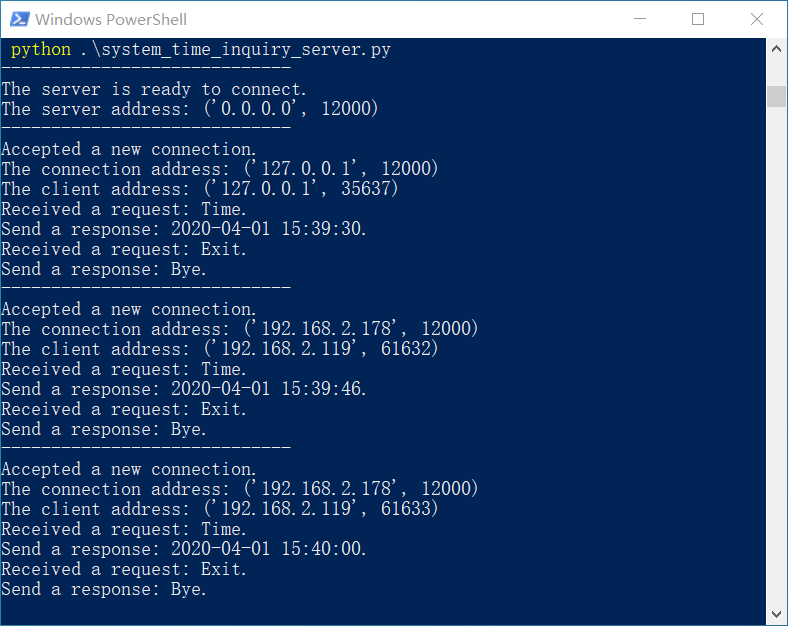 Windows PowerShell
python .\system_time_inquiry_server.py
-----------------------------
The server is ready to connect.
The server address: ('0.0.0.0', 12000)
-----------------------------
Accepted a new connection.
The connection address: ('127.0.0.1', 12000)
The client address: ('127.0.0.1', 35637)
Received a request: Time.
Send a response: 2020-04-01 15:39:30.
Received a request: Exit.
Send a response: Bye.
-----------------------------
Accepted a new connection.
The connection address: ('192.168.2.178', 12000)
The client address: ('192.168.2.119', 61632)
Received a request: Time.
Send a response: 2020-04-01 15:39:46.
Received a request: Exit.
Send a response: Bye.
-----------------------------
Accepted a new connection.
The connection address: ('192.168.2.178', 12000)
The client address: ('192.168.2.119', 61633)
Received a request: Time.
Send a response: 2020-04-01 15:40:00.
Received a request: Exit.
Send a response: Bye.